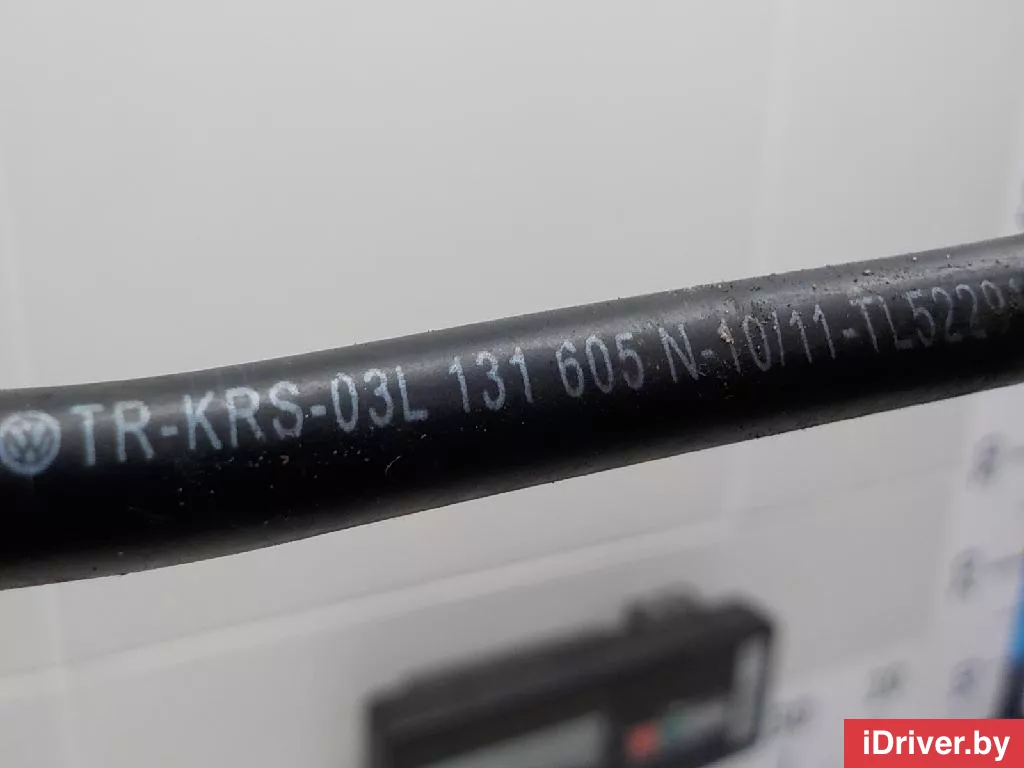 TR-KRS-03L 131 605 N-10/11-TL5229
iDriver.by